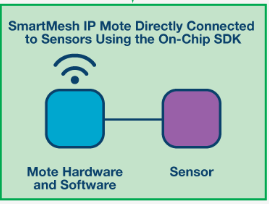 SmartMesh IP Mote Directly Connected
to Sensors Using the On-Chip SDK
Mote Hardware
and Software
Sensor